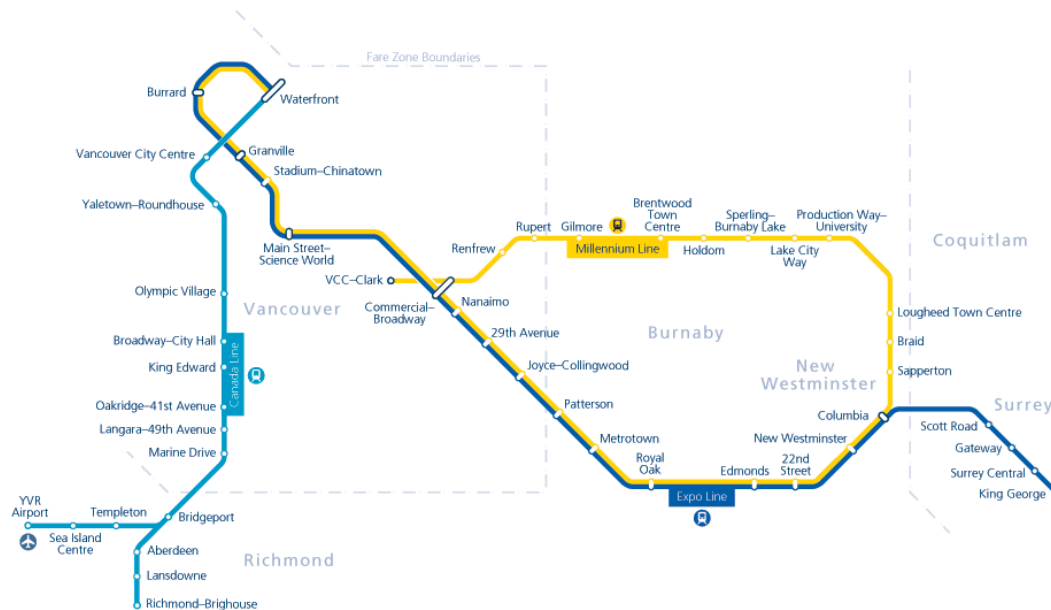 Fare Zone Boundaries
Burrard
Waterfront
Vancouver City Centre
Granville
Stadium–Chinatown
Yaletown–Roundhouse
Main Street–
Science World
VCC–Clark
Commercial–
Broadway
Renfrew
Rupert
Gilmore
Millennium Line
Brentwood
Town
Centre
Holdom
Sperling–
Burnaby Lake
Lake City
Way
Production Way–
University
Coquitlam
Olympic Village
Vancouver
Nanaimo
29th Avenue
Burnaby
Lougheed Town Centre
Broadway–City Hall
Braid
King Edward
Canada Line
Joyce–Collingwood
New
Westminster
Sapperton
Oakridge–41st Avenue
Patterson
Columbia
Surrey
Langara–49th Avenue
Marine Drive
Metrotown
New Westminster
Scott Road
Gateway
Royal
Oak
Edmonds
22nd
Street
Surrey Central
King George
Expo Line
YVR
Airport
Sea Island
Centre
Templeton
Bridgeport
Aberdeen
Richmond
Lansdowne
Richmond–Brighouse